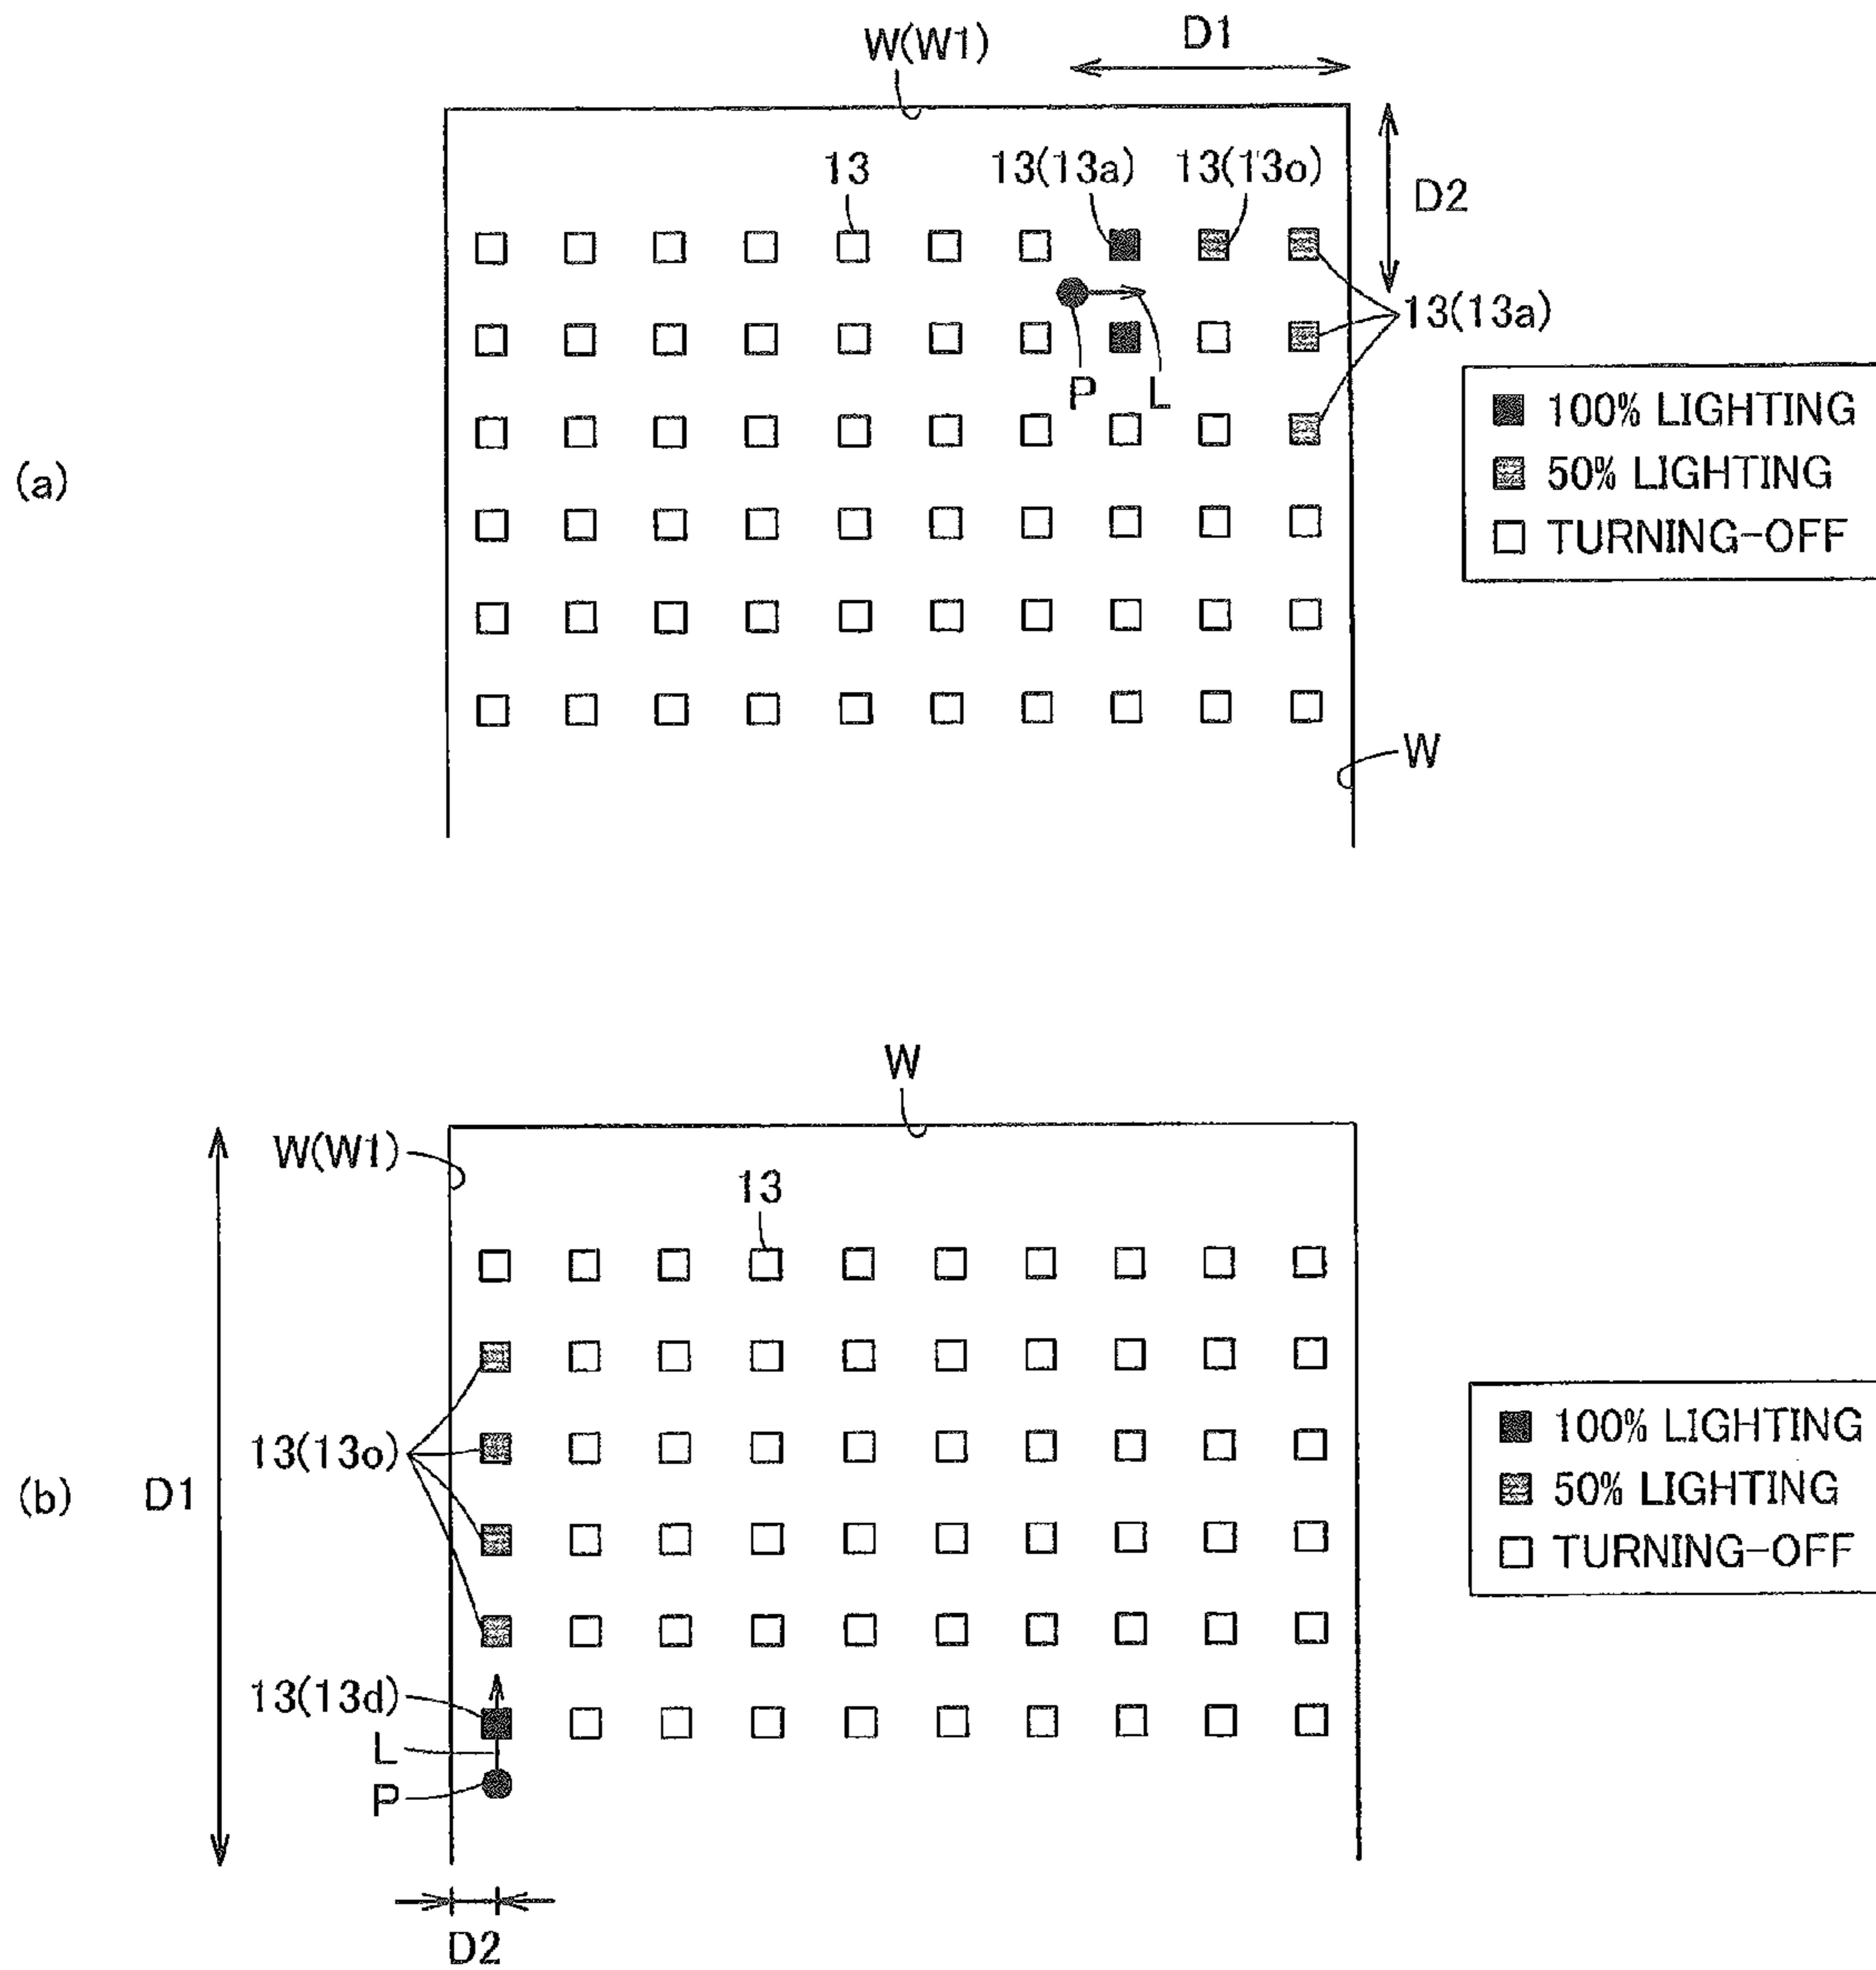 W(W1)
D1
13
13(13a)
13(13o)
D2
13(13a)
P
L
(a)
100% LIGHTING
50% LIGHTING
TURNING-OFF
W
W
W(W1)
13
13(13o)
(b)
D1
100% LIGHTING
50% LIGHTING
TURNING-OFF
13(13d)
L
P
D2